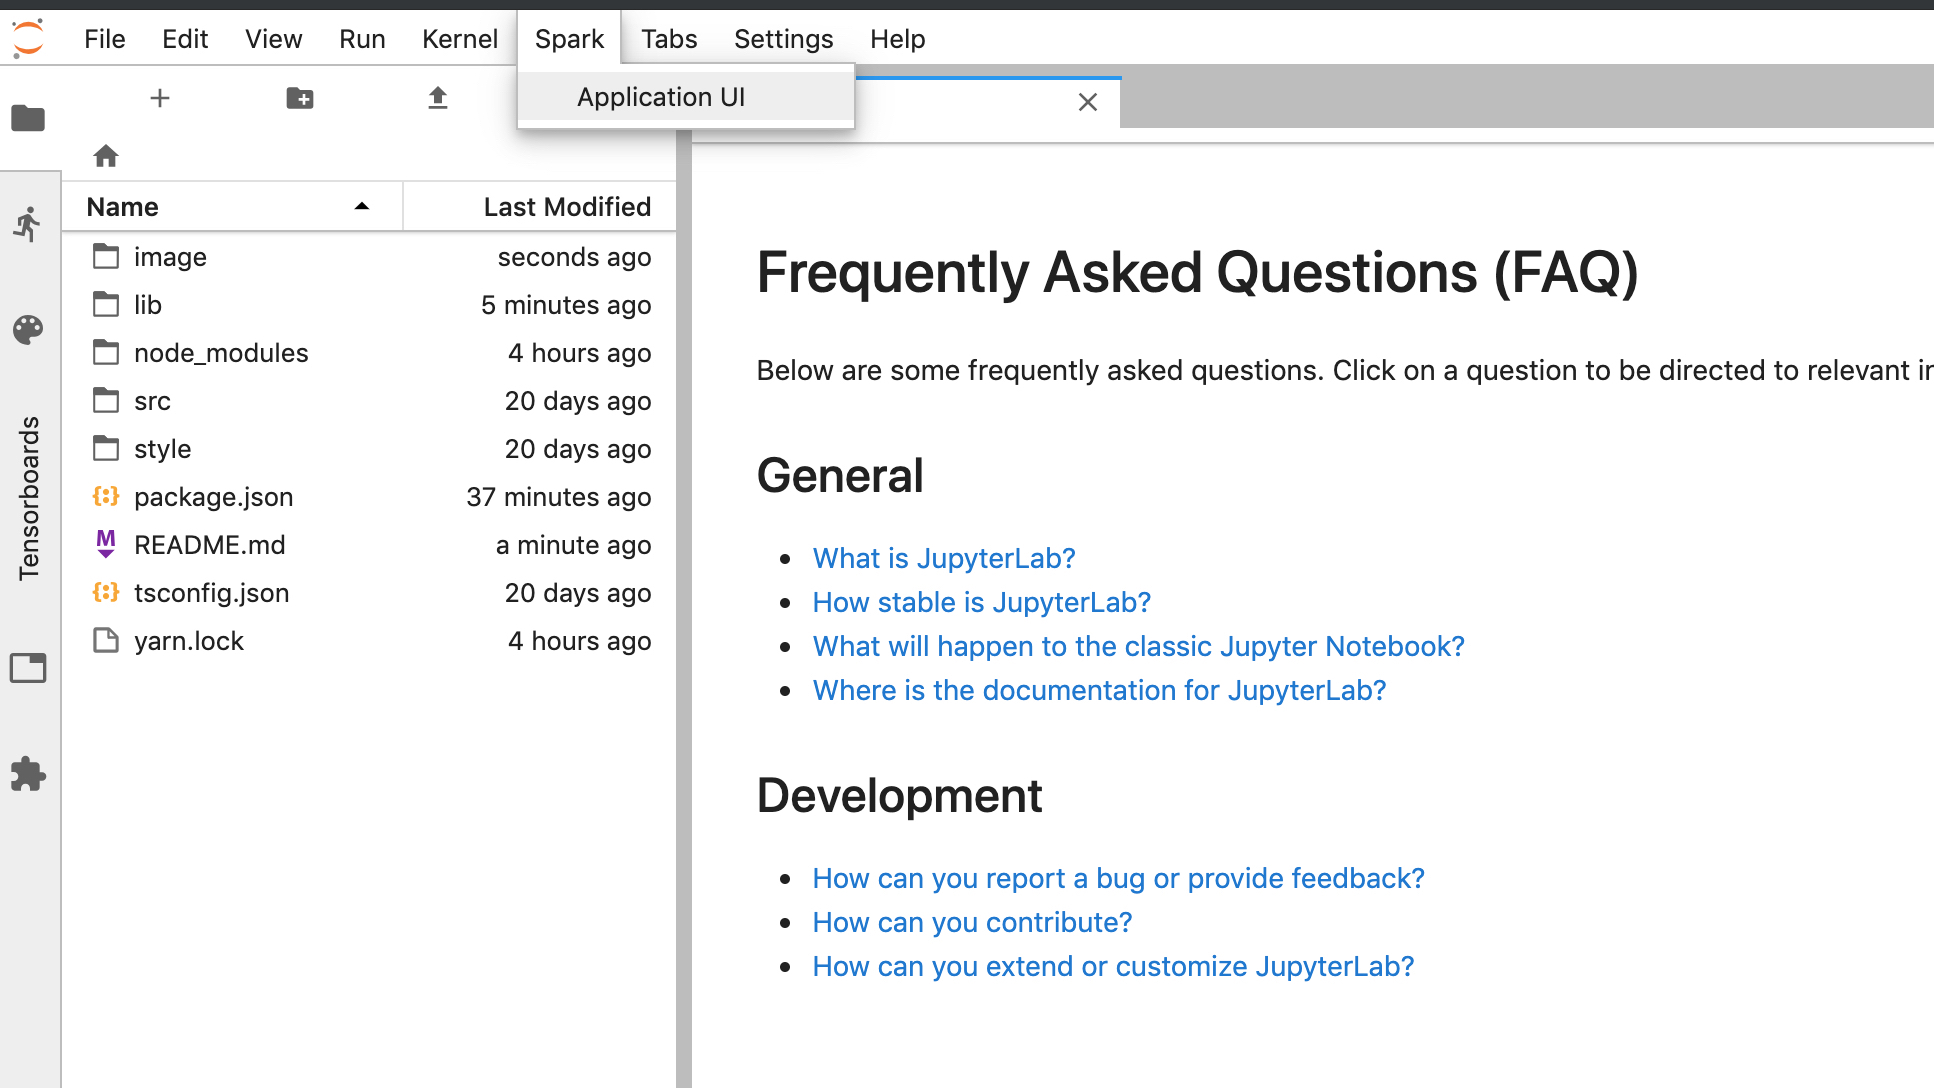 File Edit View Run Kernel Spark Tabs Settings Help
Application UI
Name Last Modified
image seconds ago
lib 5 minutes ago
node_modules 4 hours ago
src 20 days ago
style 20 days ago
package.json 37 minutes ago
README.md a minute ago
tsconfig.json 20 days ago
yarn.lock 4 hours ago
Tensorboards
Frequently Asked Questions (FAQ)
Below are some frequently asked questions. Click on a question to be directed to relevant
General
What is JupyterLab?
How stable is JupyterLab?
What will happen to the classic Jupyter Notebook?
Where is the documentation for JupyterLab?
Development
How can you report a bug or provide feedback?
How can you contribute?
How can you extend or customize JupyterLab?